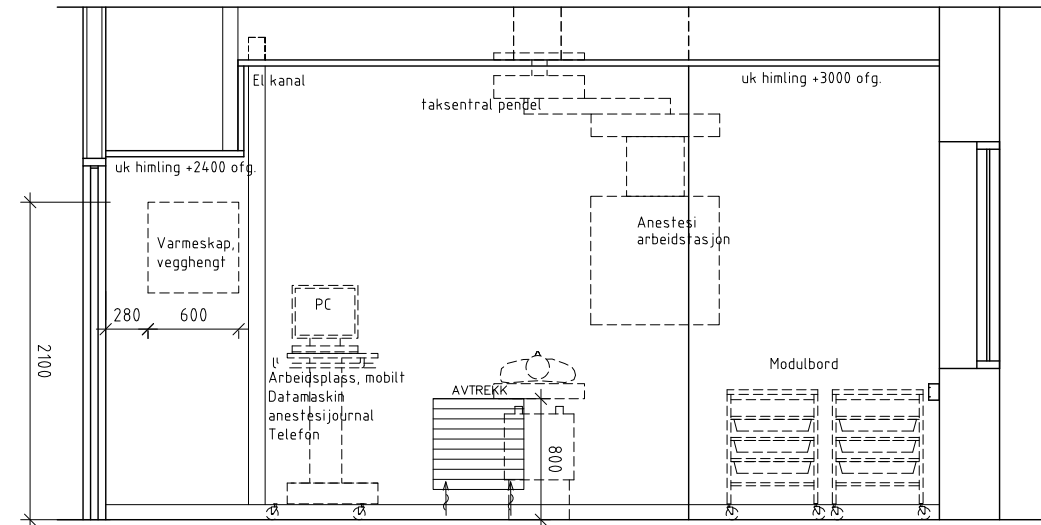 El kanal
uk himling +3000 ofg.
taksentral pendel
uk himling +2400 ofg.
Anestesi
arbeidstasjon
Varmeskap,
vegghengt
PC
280
600
2100
Modulbord
Arbeidsplass, mobilt
Datamaskin
anestesijournal
Telefon
AVTREKK
800